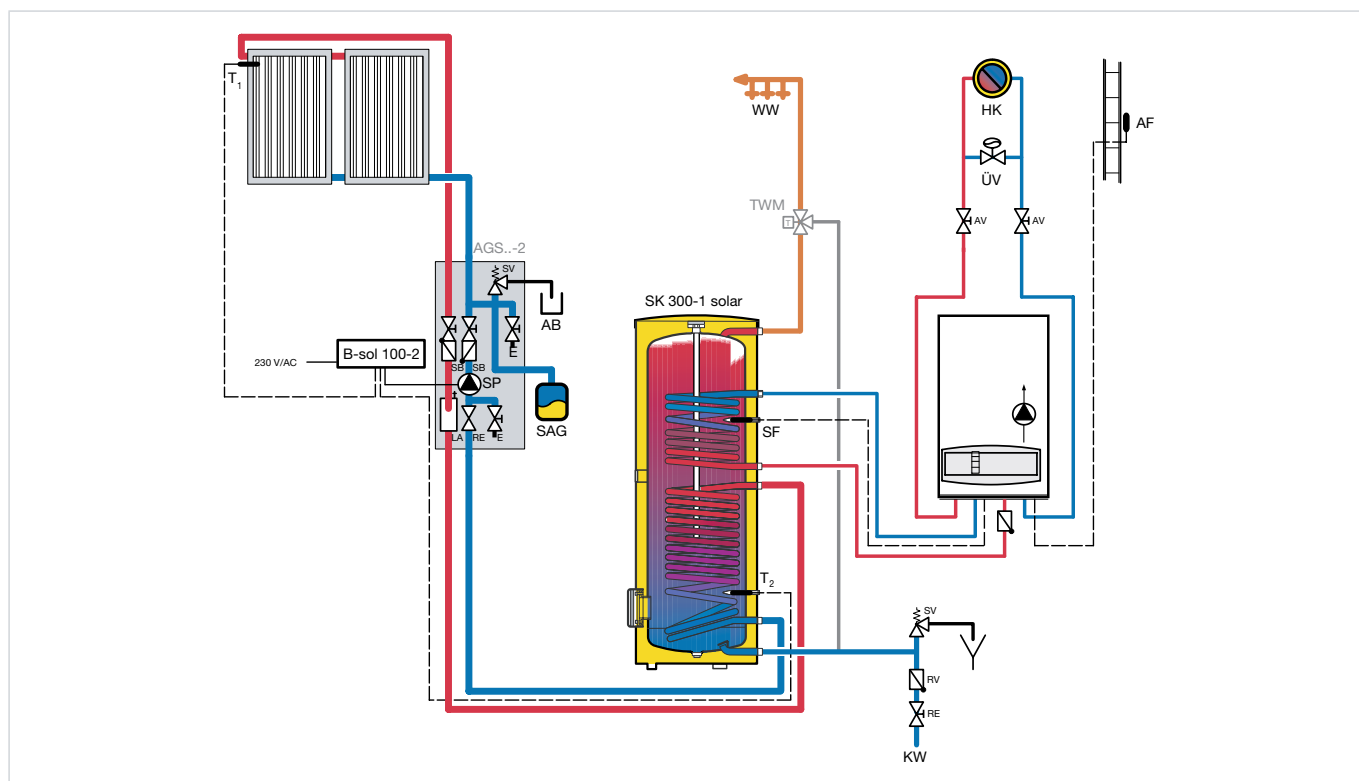 T1
HK
AF
WW
ÜV
TWM
T
AV
AV
AGS..-2
SV
SK 300-1 solar
AB
E
B-sol 100-2
230 V/AC
SB
SB
SP
SAG
SF
LA
RE
E
T2
SV
RV
RE
KW